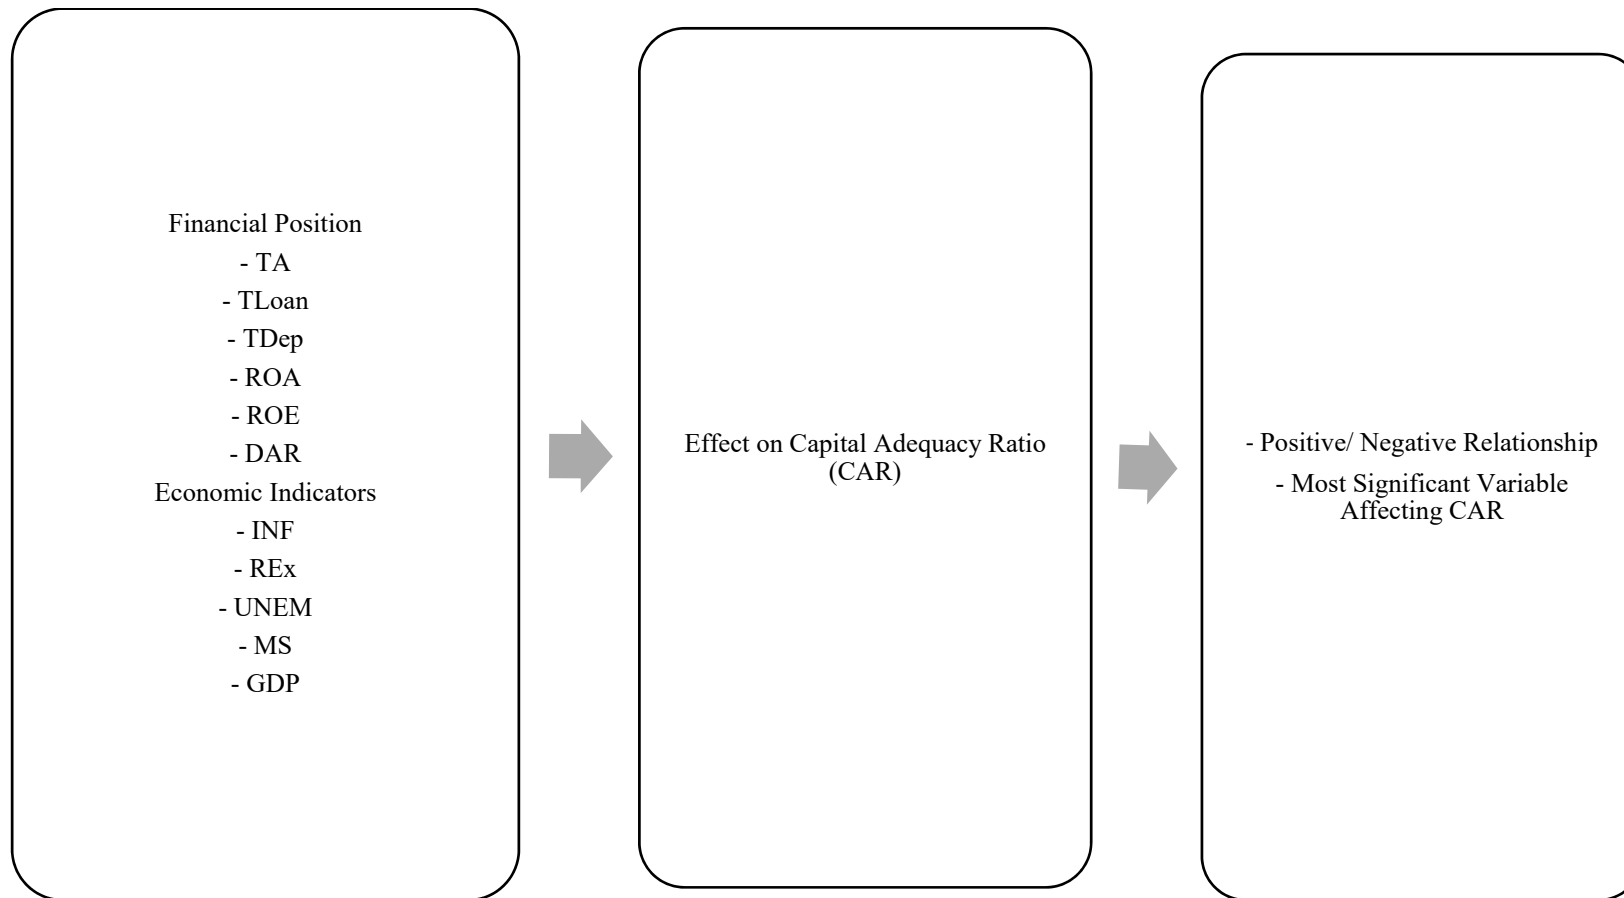 Financial Position
- TA
- TLoan
- TDep
- ROA
- ROE
- DAR
Economic Indicators
- INF
- REx
- UNEM
- MS
- GDP
Effect on Capital Adequacy Ratio
(CAR)
- Positive/ Negative Relationship
- Most Significant Variable
Affecting CAR